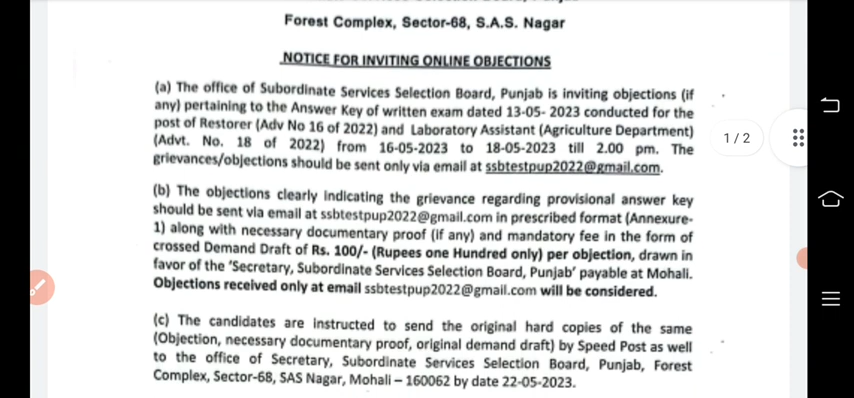 Forest Complex, Sector-68, S.A.S. Nagar
NOTICE FOR INVITING ONLINE OBJECTIONS
(a) The office of Subordinate Services Selection Board, Punjab is inviting objections (if
any) pertaining to the Answer Key of written exam dated 13-05- 2023 conducted for the
post of Restorer (Adv No 16 of 2022) and Laboratory Assistant (Agriculture Department)
(Advt. No. 18 of 2022) from 16-05-2023 to 18-05-2023 till 2.00 pm. The
grievances/objections should be sent only via email at ssbtestpup2022@gmail.com.
1 / 2
(b) The objections clearly indicating the grievance regarding provisional answer key
should be sent via email at ssbtestpup2022@gmail.com in prescribed format (Annexure-
1) along with necessary documentary proof (if any) and mandatory fee in the form of
crossed Demand Draft of Rs. 100/- (Rupees one Hundred only) per objection, drawn in
favor of the 'Secretary, Subordinate Services Selection Board, Punjab' payable at Mohali.
Objections received only at email ssbtestpup2022@gmail.com will be considered.
(c) The candidates are instructed to send the original hard copies of the same
(Objection, necessary documentary proof, original demand draft) by Speed Post as well
to the office of Secretary, Subordinate Services Selection Board, Punjab, Forest
Complex, Sector-68, SAS Nagar, Mohali – 160062 by date 22-05-2023.